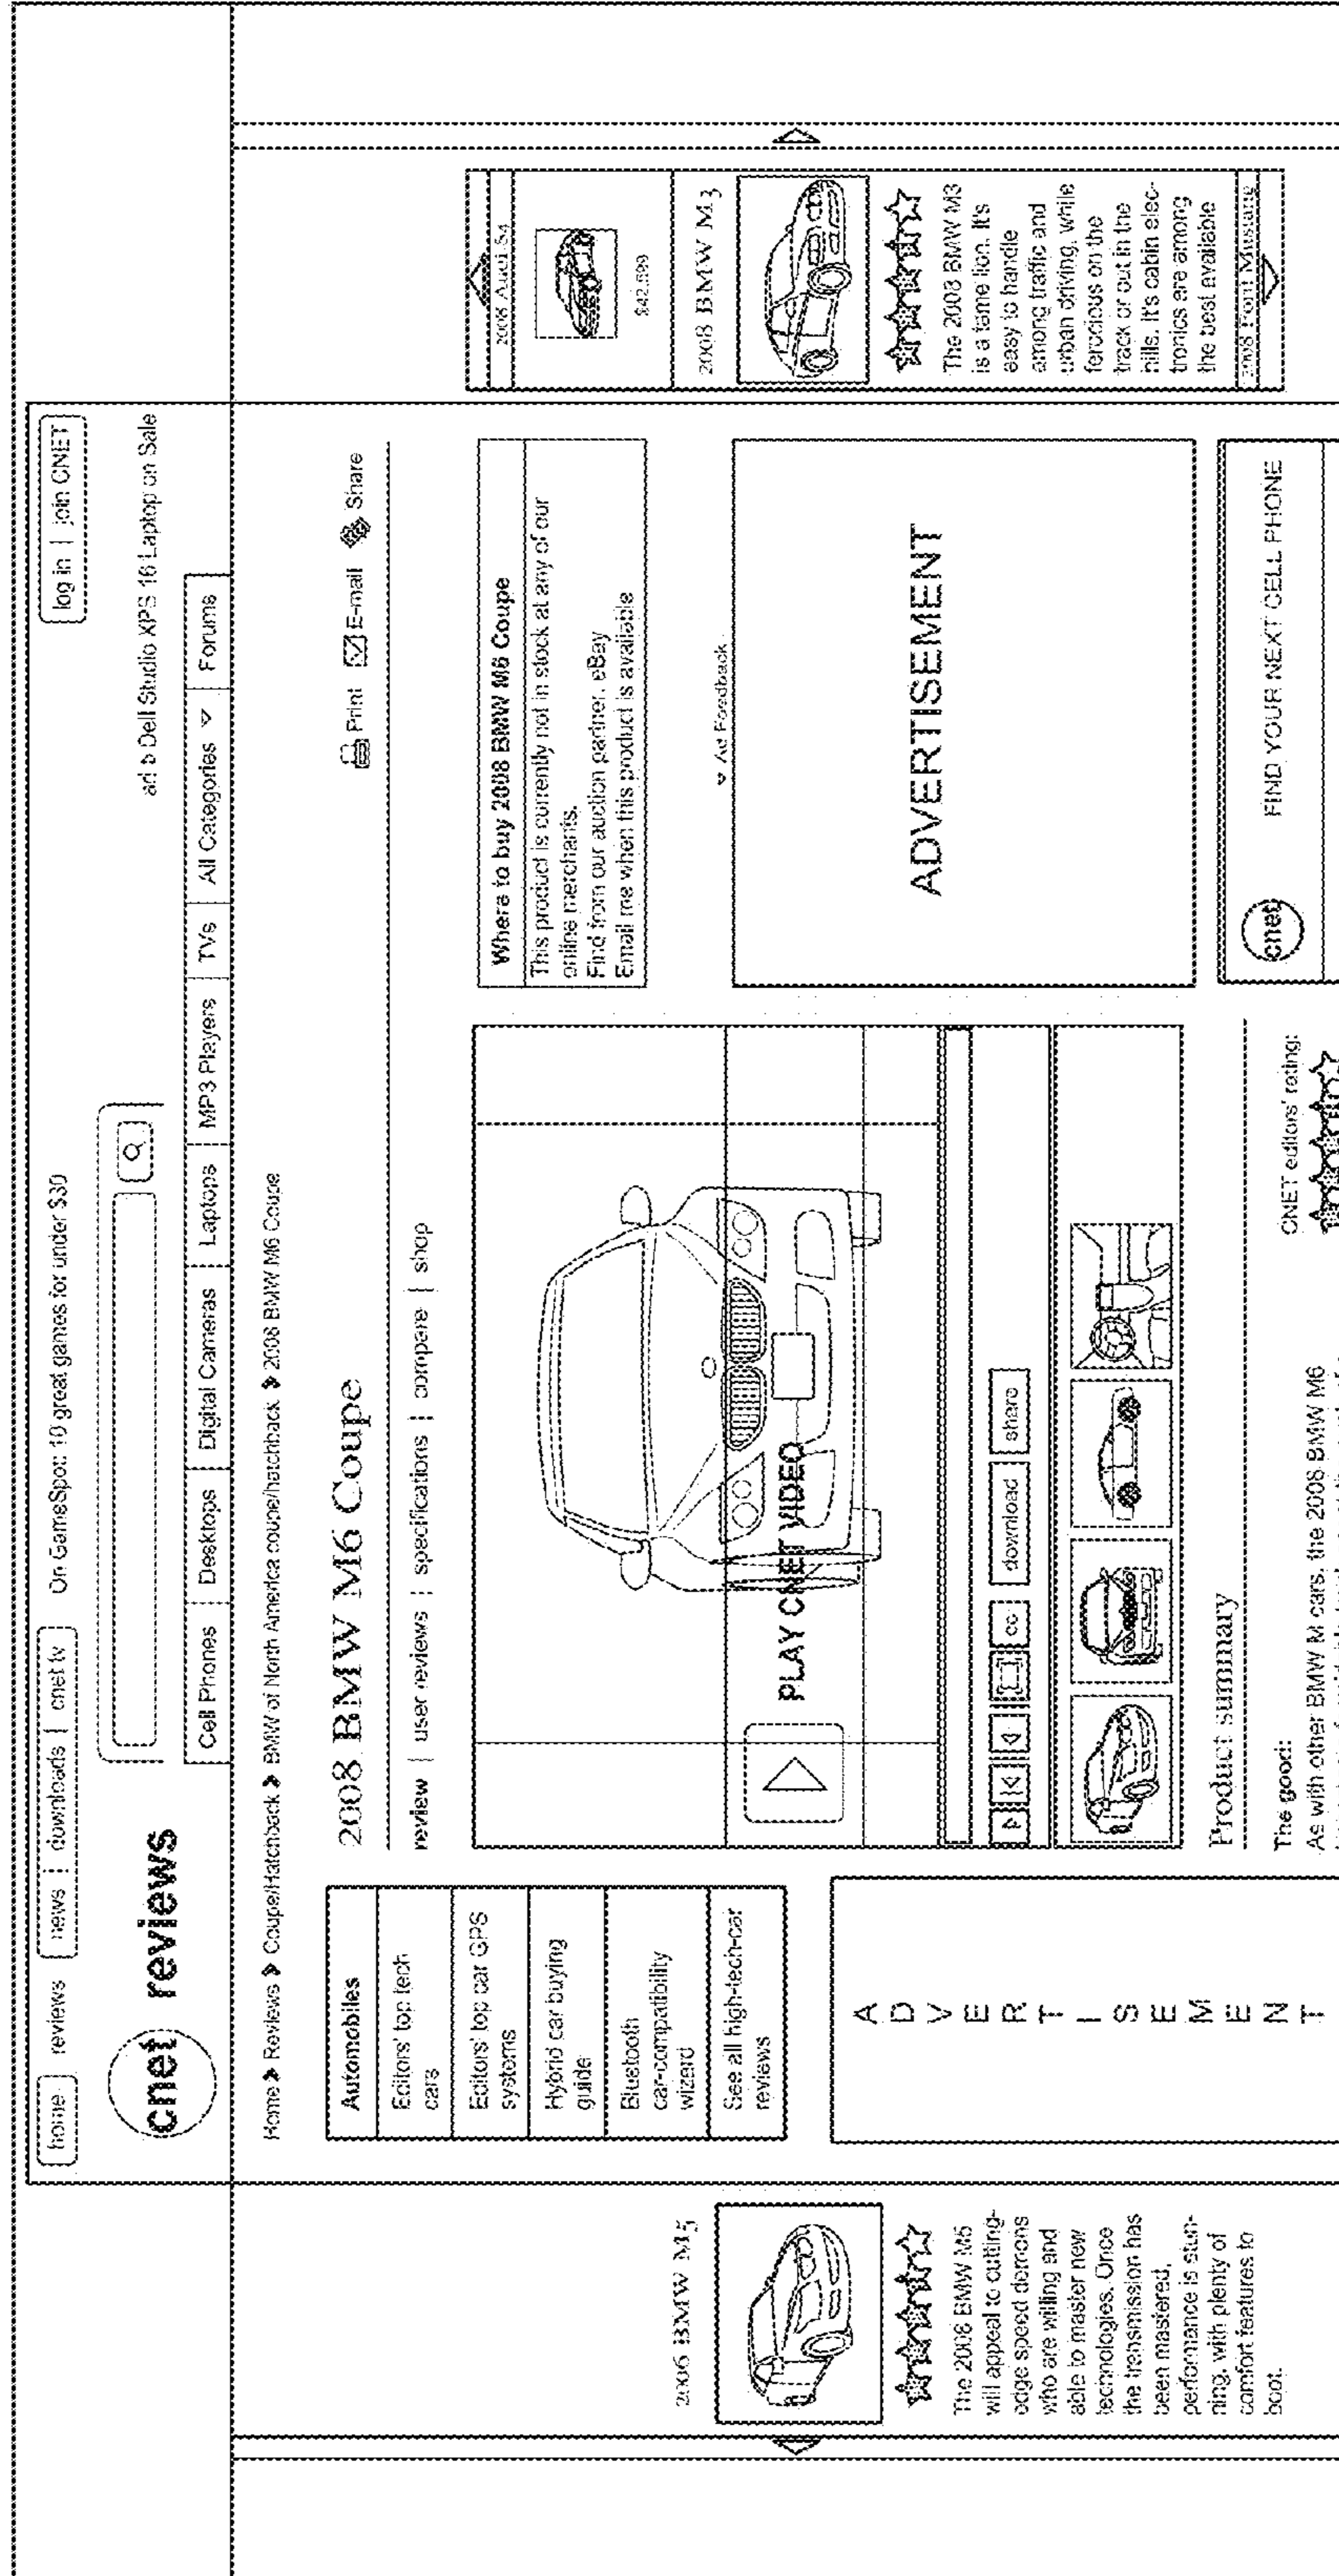 home reviews news | downloads | cnet tv On GameSpot: 10 great games for under $30 log in | join CNET
cnet reviews
ad Dell Studio XPS 16 Laptop on Sale
Cell Phones Desktops Digital Cameras Laptops MP3 Players TVs All Categories Forums
Home Reviews Coupe/Hatchback BMW of North America coupe/hatchback 2008 BMW M6 Coupe
2006 BMW M5
The 2006 BMW M5
will appeal to cutting-
edge speed demons
who are willing and
able to master new
technologies. Once
the transmission has
been mastered,
performance is stun-
ning, with plenty of
comfort features to
boot.
Automobiles
Editors' top tech
cars
Editors' top car GPS
systems
Hybrid car buying
guide
Bluetooth
car-compatibility
wizard
See all high-tech-car
reviews
A
D
V
E
R
T
I
S
E
M
E
N
T
2008 BMW M6 Coupe
Print E-mail Share
review | user reviews | specifications | compare | shop
PLAY CNET VIDEO
cc download share
Product summary
The good:
CNET editors' rating:
As with other BMW M cars, the 2008 BMW M6
Where to buy 2008 BMW M6 Coupe
This product is currently not in stock at any of our
online merchants.
Find from our auction partner, eBay
Email me when this product is available
Ad Feedback
ADVERTISEMENT
cnet FIND YOUR NEXT CELL PHONE
2008 Audi S4
$42,599
2008 BMW M3
The 2008 BMW M3
is a tame lion. It's
easy to handle
among traffic and
urban driving, while
ferocious on the
track or out in the
hills. It's cabin elec-
tronics are among
the best available
2008 Ford Mustang